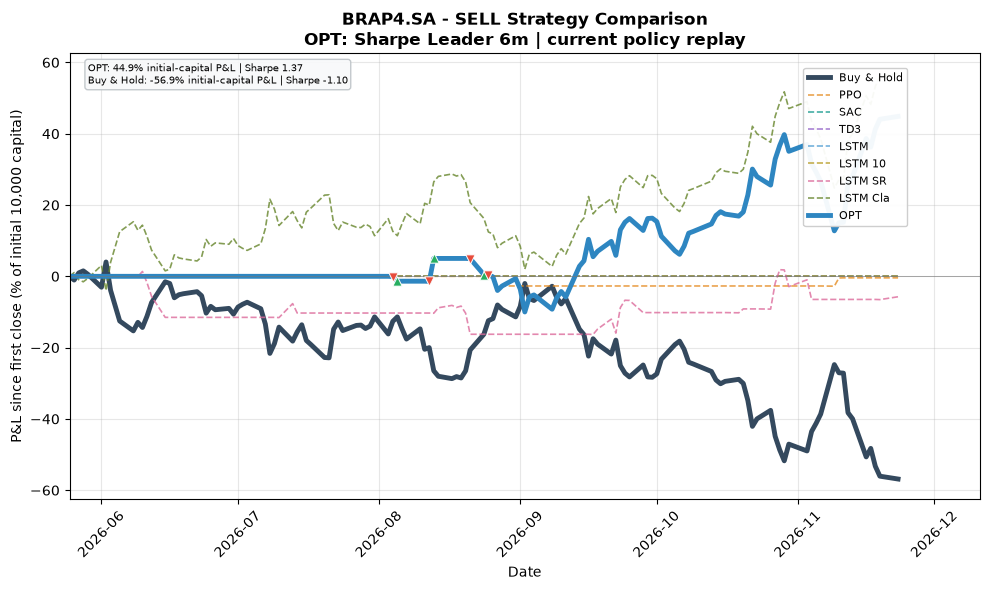 BRAP4.SA - SELL Strategy Comparison
OPT: Sharpe Leader 6m | current policy replay
OPT: 44.9% initial-capital P&L | Sharpe 1.37
Buy & Hold: -56.9% initial-capital P&L | Sharpe -1.10
Buy & Hold
PPO
SAC
TD3
LSTM
LSTM 10
LSTM SR
LSTM Cla
OPT
P&L since first close (% of initial 10,000 capital)
60
40
20
0
−20
−40
−60
2026-06
2026-07
2026-08
2026-09
2026-10
2026-11
2026-12
Date